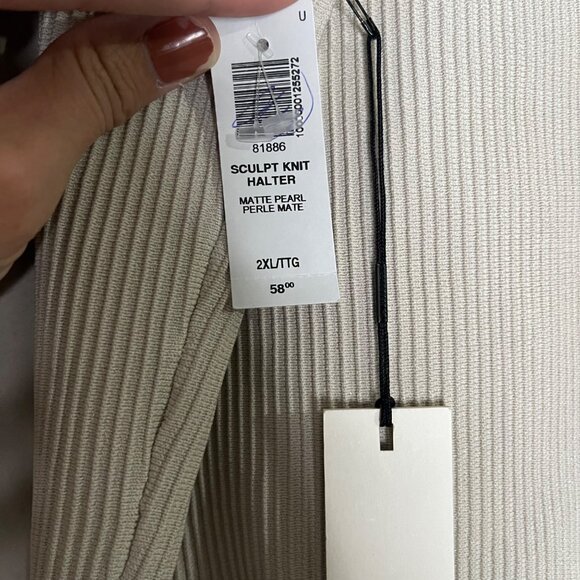 U
81886
SCULPT KNIT
HALTER
MATTE PEARL
PERLE MATE
2XL/TTG
58⁰⁰